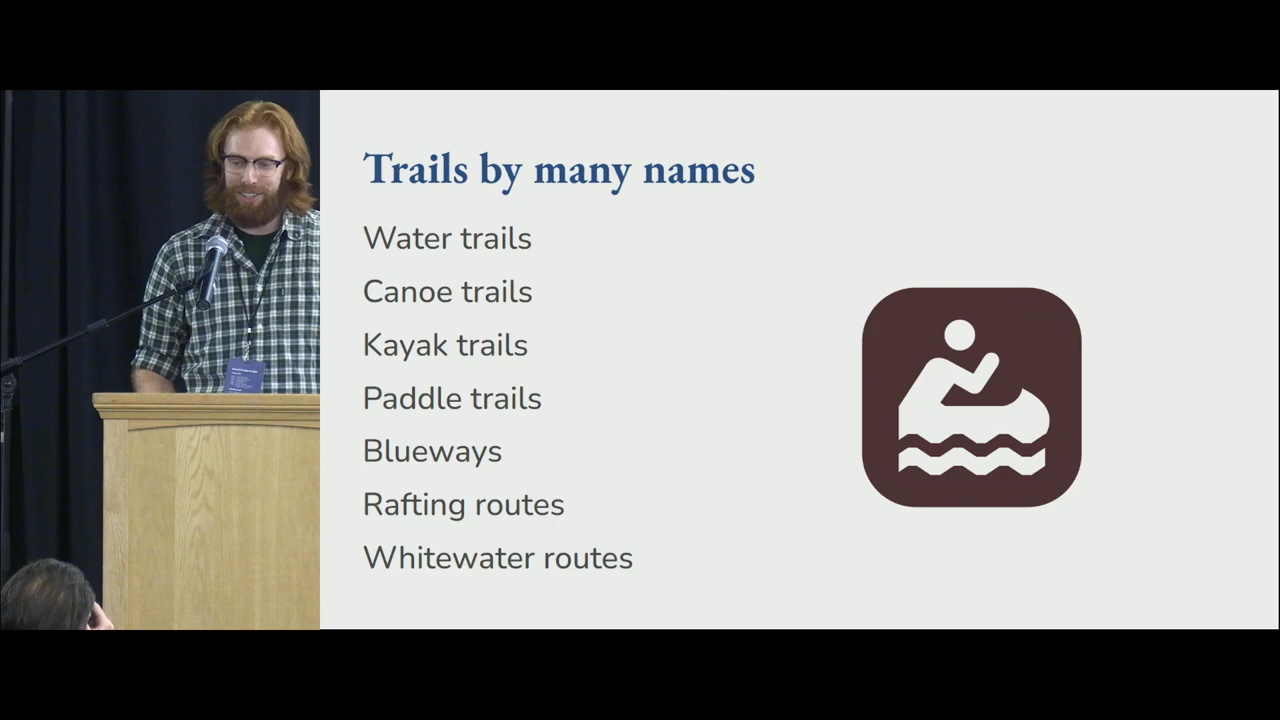 Trails by many names
Water trails
Canoe trails
Kayak trails
Paddle trails
Blueways
Rafting routes
Whitewater routes